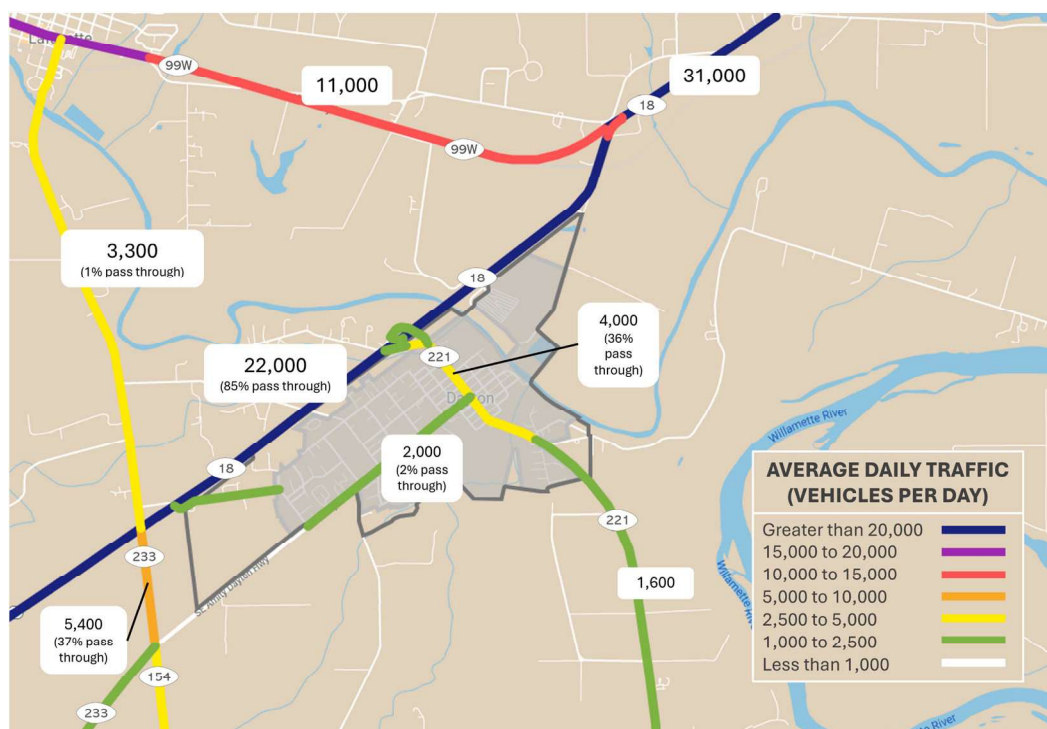 Lafayette
99W
11,000
31,000
18
99W
3,300
(1% pass through)
18
4,000
(36%
pass
through)
221
22,000
(85% pass through)
Dayton
Willamette River
2,000
(2% pass
through)
18
AVERAGE DAILY TRAFFIC
(VEHICLES PER DAY)
Greater than 20,000
15,000 to 20,000
10,000 to 15,000
5,000 to 10,000
2,500 to 5,000
1,000 to 2,500
Less than 1,000
221
233
Willamette River
1,600
5,400
(37% pass
through)
154
233